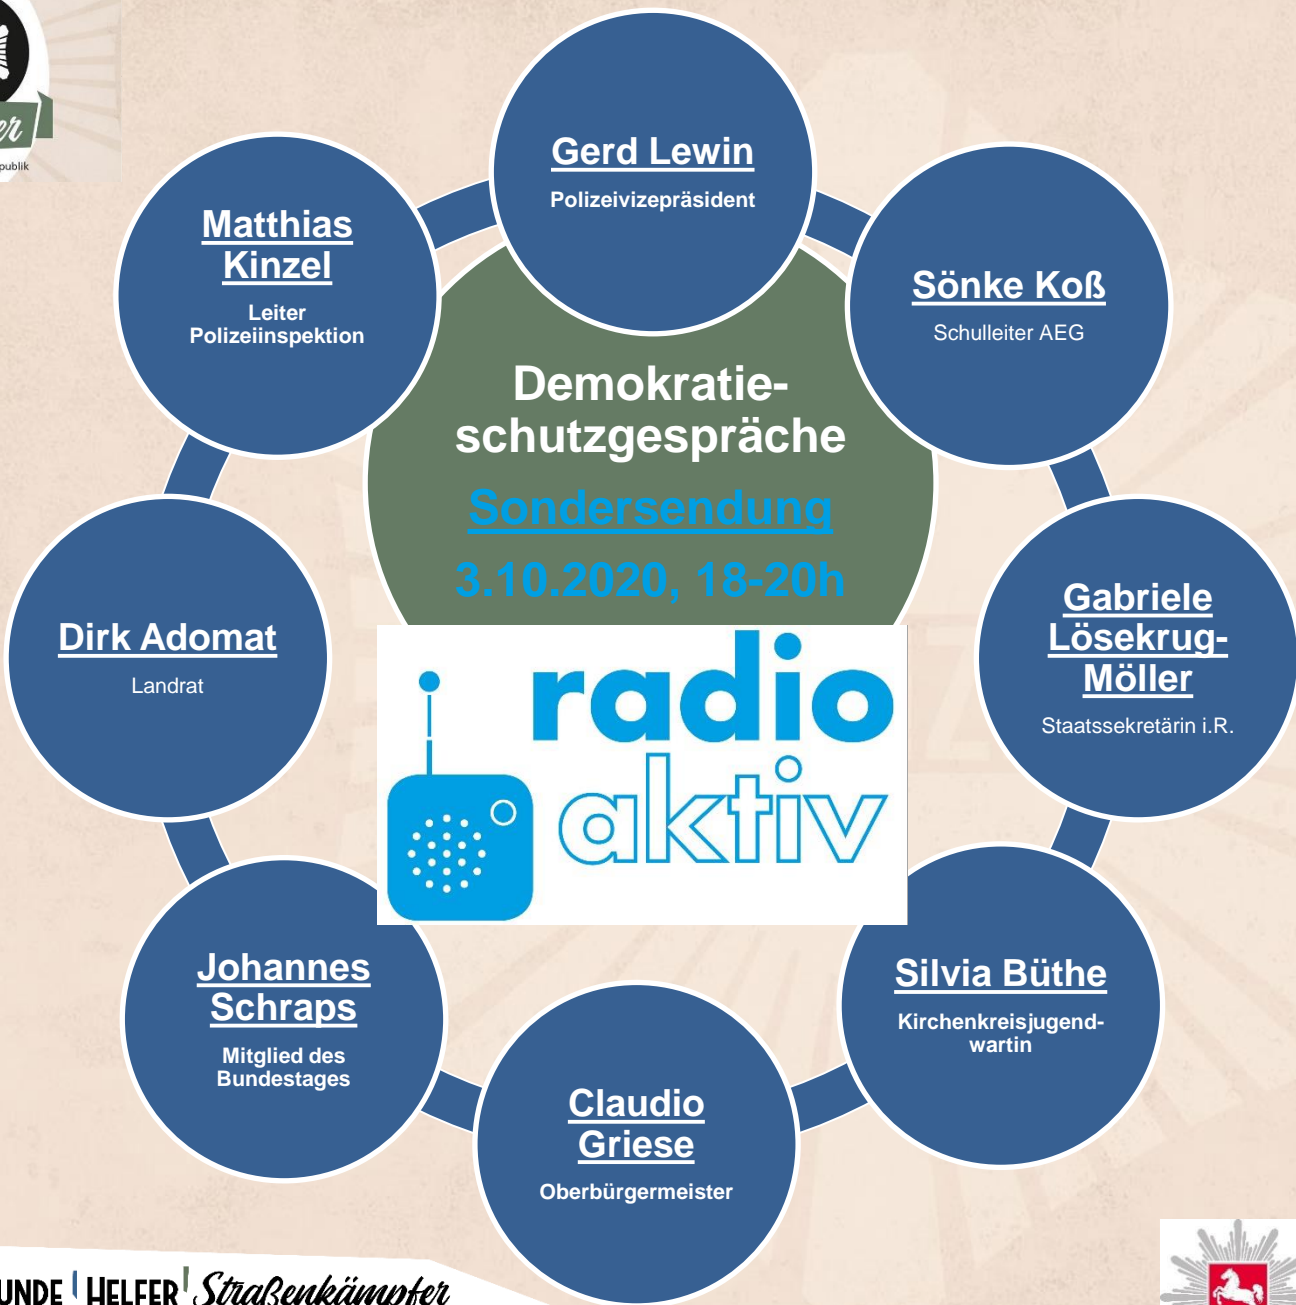 publik
Gerd Lewin
Polizeivizepräsident
Matthias
Kinzel
Leiter
Polizeiinspektion
Sönke Koß
Schulleiter AEG
Demokratie-
schutzgespräche
Sondersendung
3.10.2020, 18-20h
Dirk Adomat
Landrat
radio
aktiv
Gabriele
Lösekrug-
Möller
Staatssekretärin i.R.
Johannes
Schraps
Mitglied des
Bundestages
Silvia Büthe
Kirchenkreisjugend-
wartin
Claudio
Griese
Oberbürgermeister
UNDE HELFER Straßenkämpfer